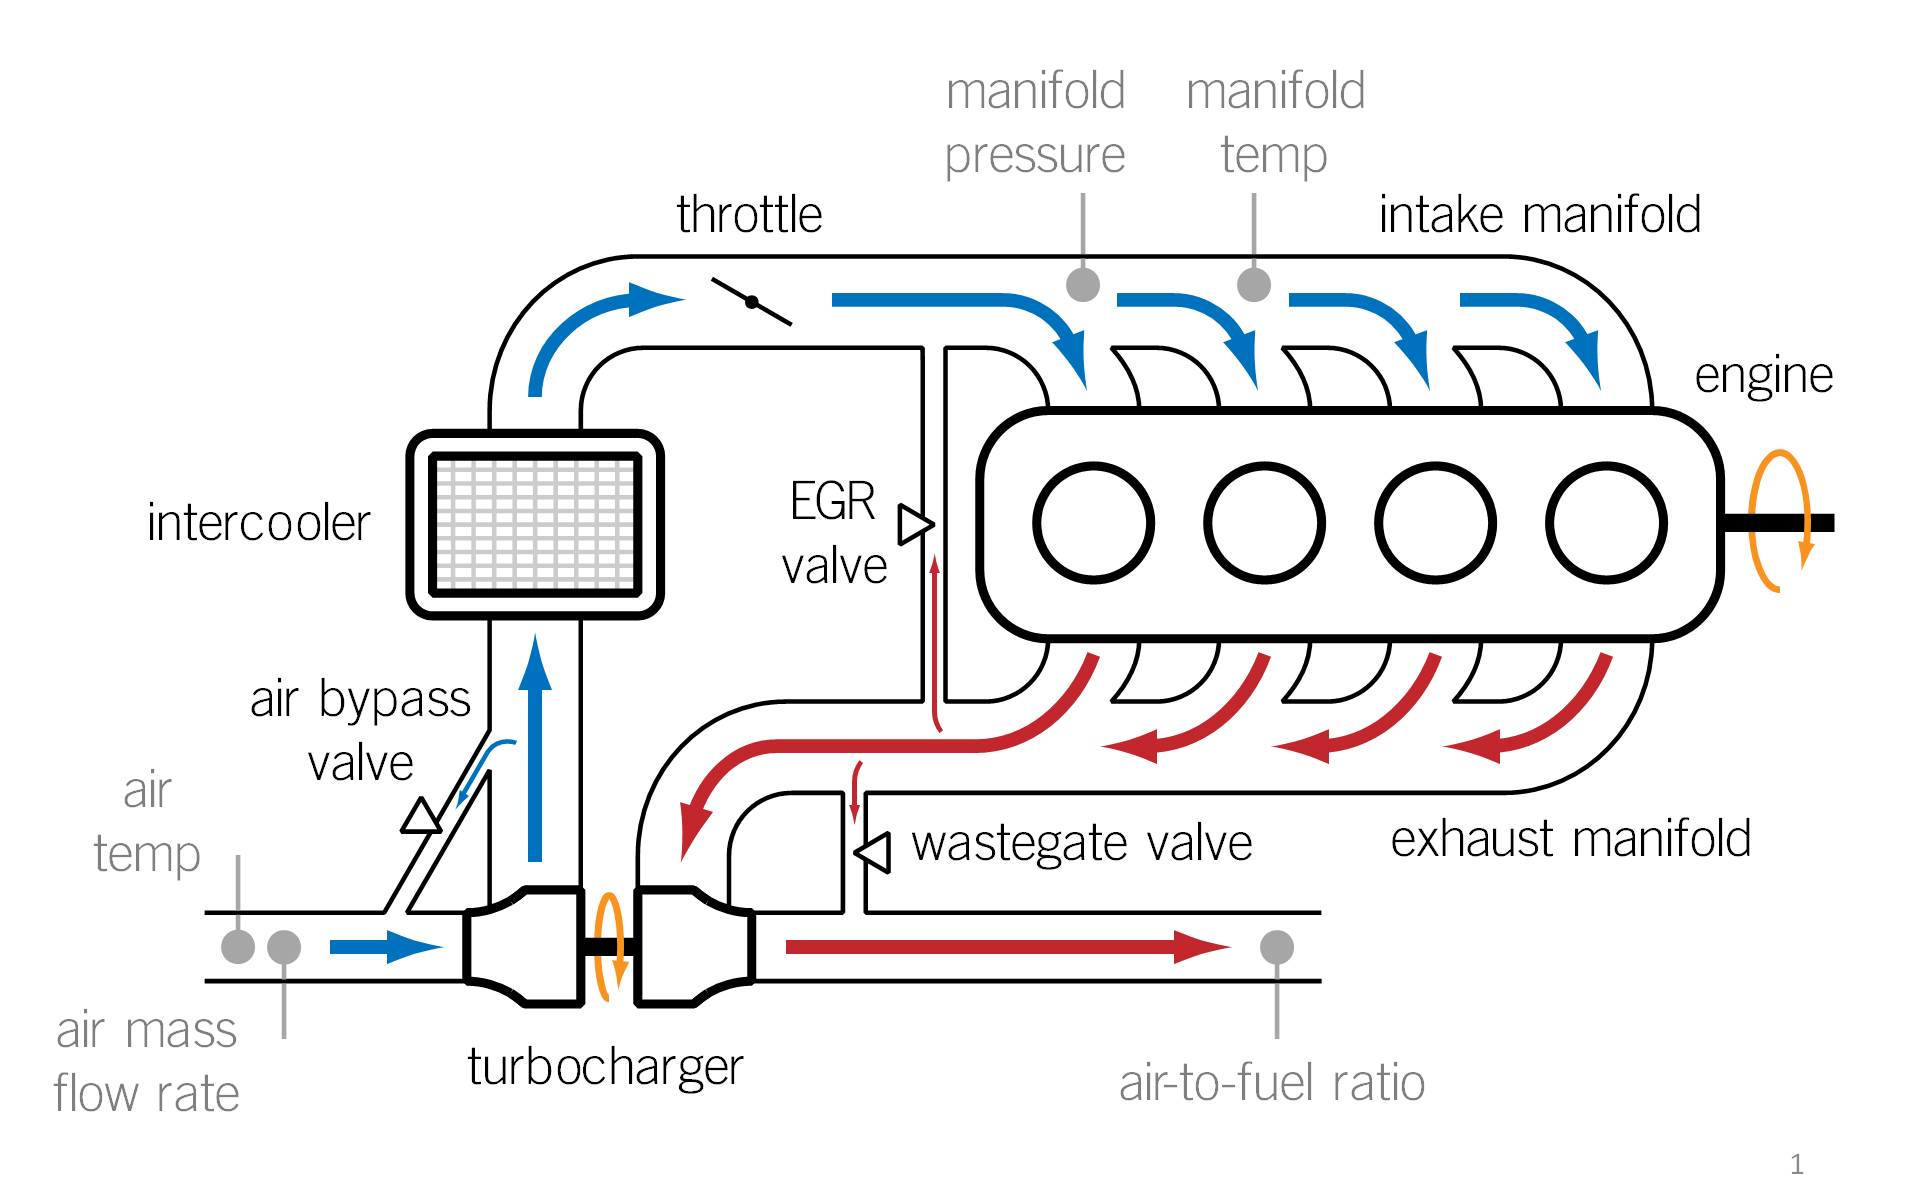 manifold
pressure
manifold
temp
throttle
intake manifold
engine
intercooler
EGR
valve
air bypass
valve
air
temp
wastegate valve
exhaust manifold
air mass
flow rate
turbocharger
air-to-fuel ratio
1